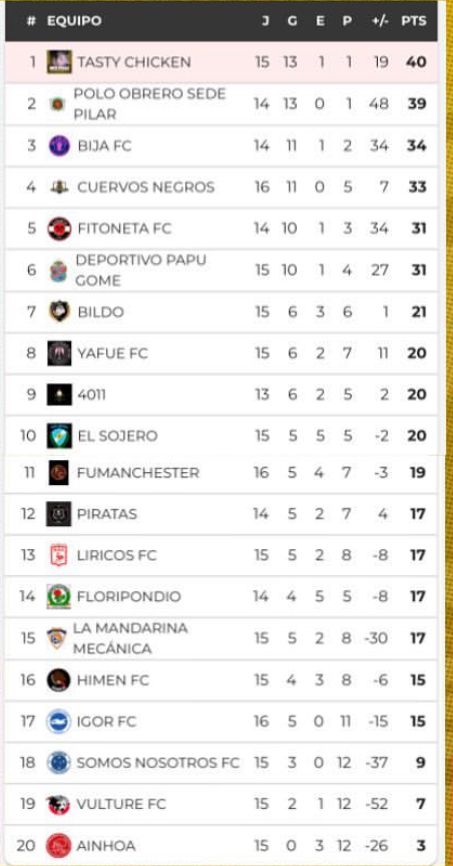 # EQUIPO J G E P +/- PTS
1 TASTY CHICKEN 15 13 1 1 19 40
2 POLO OBRERO SEDE PILAR 14 13 0 1 48 39
3 BIJA FC 14 11 1 2 34 34
4 CUERVOS NEGROS 16 11 0 5 7 33
5 FITONETA FC 14 10 1 3 34 31
6 DEPORTIVO PAPU GOME 15 10 1 4 27 31
7 BILDO 15 6 3 6 1 21
8 YAFUE FC 15 6 2 7 11 20
9 4011 13 6 2 5 2 20
10 EL SOJERO 15 5 5 5 -2 20
11 FUMANCHESTER 16 5 4 7 -3 19
12 PIRATAS 14 5 2 7 4 17
13 LIRICOS FC 15 5 2 8 -8 17
14 FLORIPONDIO 14 4 5 5 -8 17
15 LA MANDARINA MECÁNICA 15 5 2 8 -30 17
16 HIMEN FC 15 4 3 8 -6 15
17 IGOR FC 16 5 0 11 -15 15
18 SOMOS NOSOTROS FC 15 3 0 12 -37 9
19 VULTURE FC 15 2 1 12 -52 7
20 AINHOA 15 0 3 12 -26 3